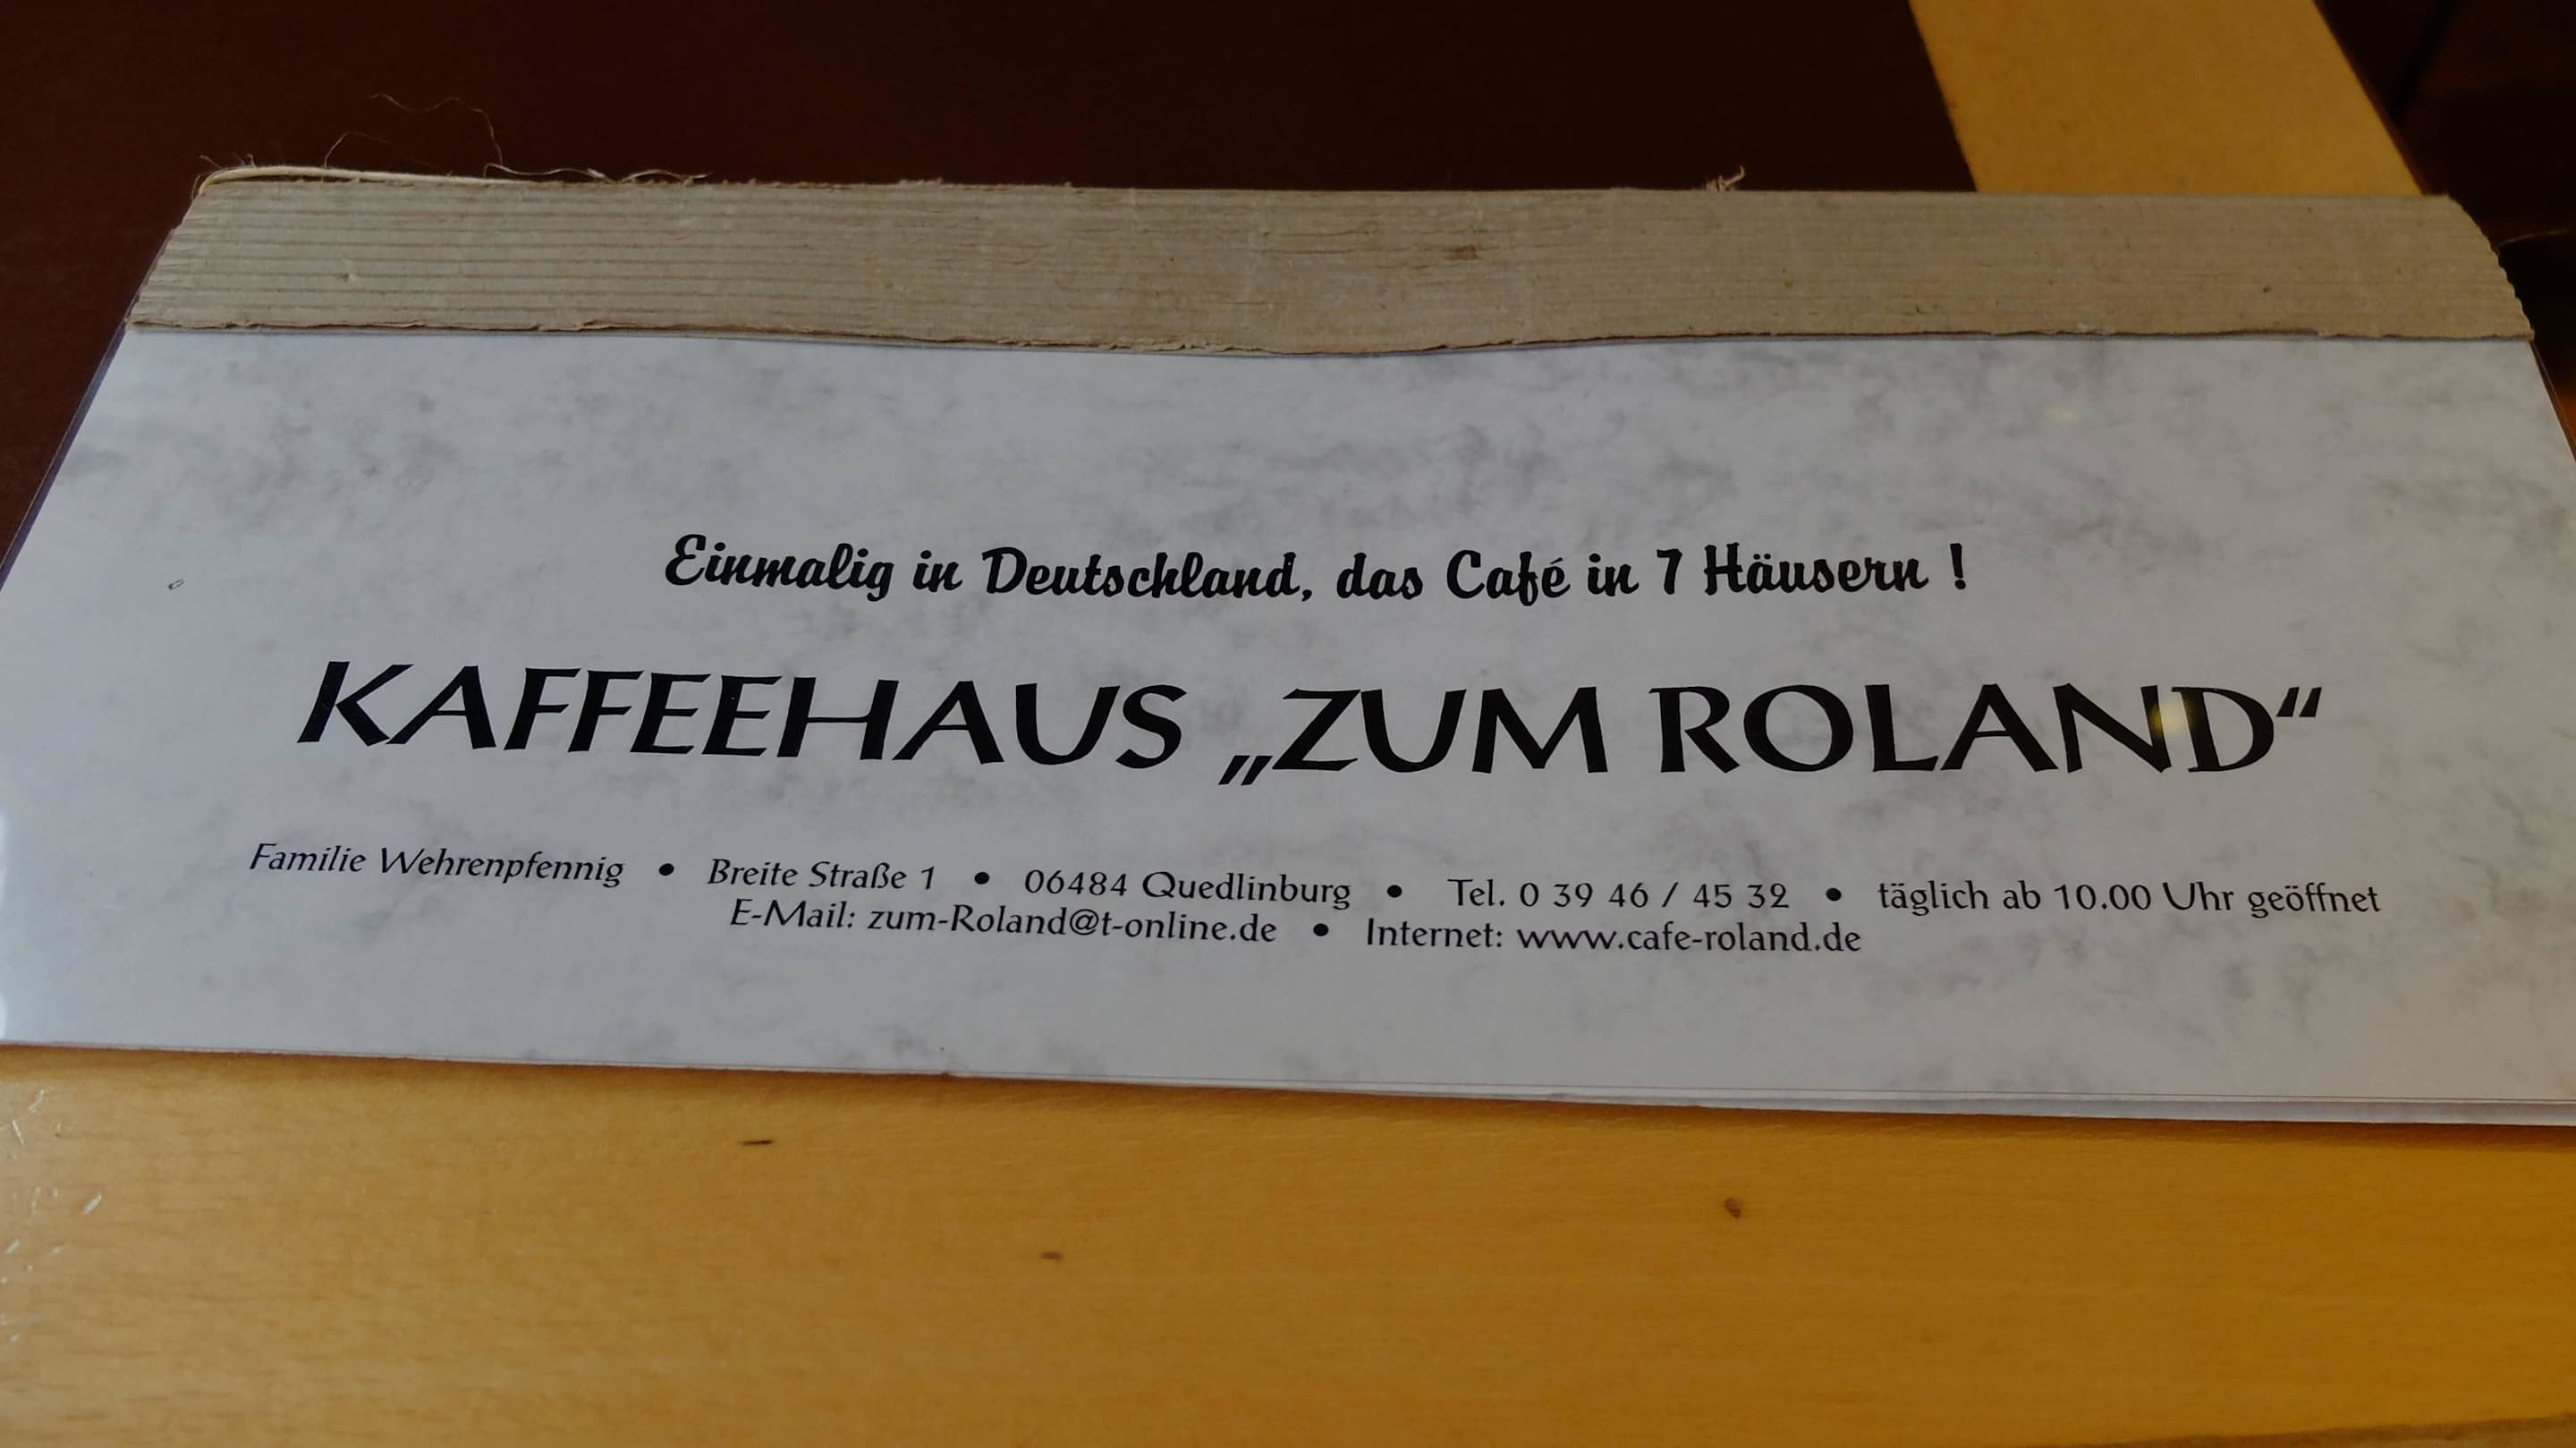 Einmalig in Deutschland, das Café in 7 Häusern !
KAFFEEHAUS „ZUM ROLAND“
Familie Wehrenpfennig • Breite Straße 1 • 06484 Quedlinburg • Tel. 0 39 46 / 45 32 • täglich ab 10.00 Uhr geöffnet
E-Mail: zum-Roland@t-online.de • Internet: www.cafe-roland.de